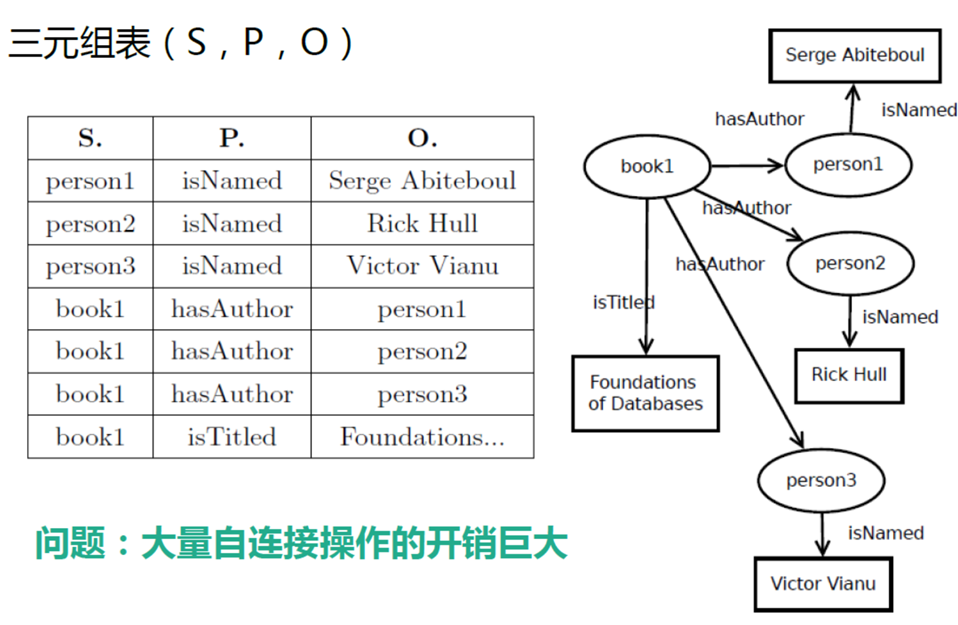 三元组表（S，P，O）
S. P. O.
person1 isNamed Serge Abiteboul
person2 isNamed Rick Hull
person3 isNamed Victor Vianu
book1 hasAuthor person1
book1 hasAuthor person2
book1 hasAuthor person3
book1 isTitled Foundations...
问题：大量自连接操作的开销巨大
Serge Abiteboul
isNamed
hasAuthor
book1
person1
hasAuthor
hasAuthor
person2
isTitled
isNamed
Foundations
of Databases
Rick Hull
person3
isNamed
Victor Vianu